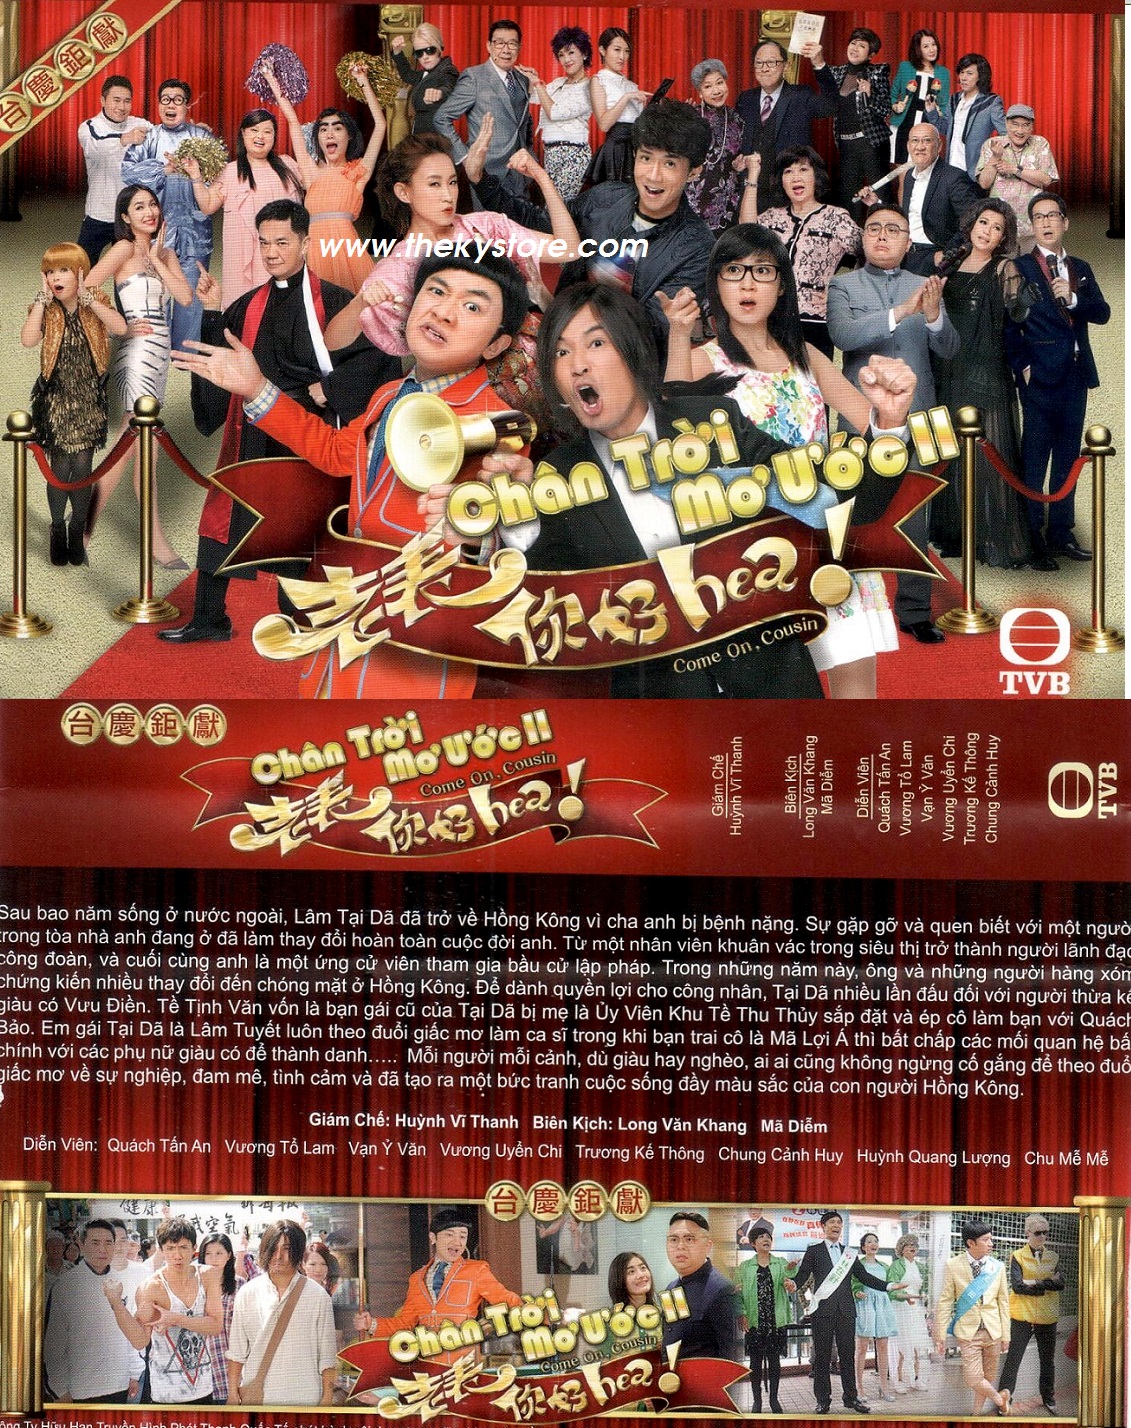 台慶鉅獻
www.thekystore.com
Chân Trời
Mơ Ước II
老表 你好hea!
Come On, Cousin
TVB
台慶鉅獻
Chân Trời
Mơ Ước II
Come On, Cousin
老表 你好hea!
Giám Chế
Huỳnh Vĩ Thanh
Biên Kịch
Long Văn Khang
Mã Diễm
Diễn Viên
Quách Tấn An
Vương Tổ Lam
Vạn Ỷ Văn
Vương Uyển Chi
Trương Kế Thông
Chung Cảnh Huy
TVB
Sau bao năm sống ở nước ngoài, Lâm Tại Dã đã trở về Hồng Kông vì cha anh bị bệnh nặng. Sự gặp gỡ và quen biết với một ngườ
trong tòa nhà anh đang ở đã làm thay đổi hoàn toàn cuộc đời anh. Từ một nhân viên khuân vác trong siêu thị trở thành người lãnh đạo
công đoàn, và cuối cùng anh là một ứng cử viên tham gia bầu cử lập pháp. Trong những năm này, ông và những người hàng xóm
chứng kiến nhiều thay đổi đến chóng mặt ở Hồng Kông. Để dành quyền lợi cho công nhân, Tại Dã nhiều lần đấu đối với người thừa kế
giàu có Vưu Điền. Tề Tịnh Văn vốn là bạn gái cũ của Tại Dã bị mẹ là Ủy Viên Khu Tề Thu Thủy sắp đặt và ép cô làm bạn với Quách
Bảo. Em gái Tại Dã là Lâm Tuyết luôn theo đuổi giấc mơ làm ca sĩ trong khi bạn trai cô là Mã Lợi Á thì bất chấp các mối quan hệ bất
chính với các phụ nữ giàu có để thành danh..... Mỗi người mỗi cảnh, dù giàu hay nghèo, ai ai cũng không ngừng cố gắng để theo đuổ
giấc mơ về sự nghiệp, đam mê, tình cảm và đã tạo ra một bức tranh cuộc sống đầy màu sắc của con người Hồng Kông.
Giám Chế: Huỳnh Vĩ Thanh Biên Kịch: Long Văn Khang Mã Diễm
Diễn Viên: Quách Tấn An Vương Tổ Lam Vạn Ỷ Văn Vương Uyển Chi Trương Kế Thông Chung Cảnh Huy Huỳnh Quang Lượng Chu Mễ Mễ
台慶鉅獻
健康
空氣
Chân Trời
Mơ Ước II
Come On, Cousin
老表 你好hea!